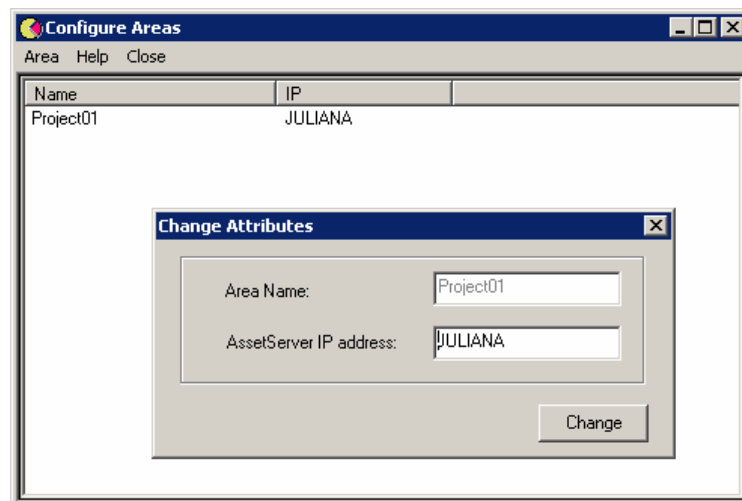 Configure Areas
Area Help Close
Name IP
Project01 JULIANA
Change Attributes
Area Name: Project01
AssetServer IP address: JULIANA
Change